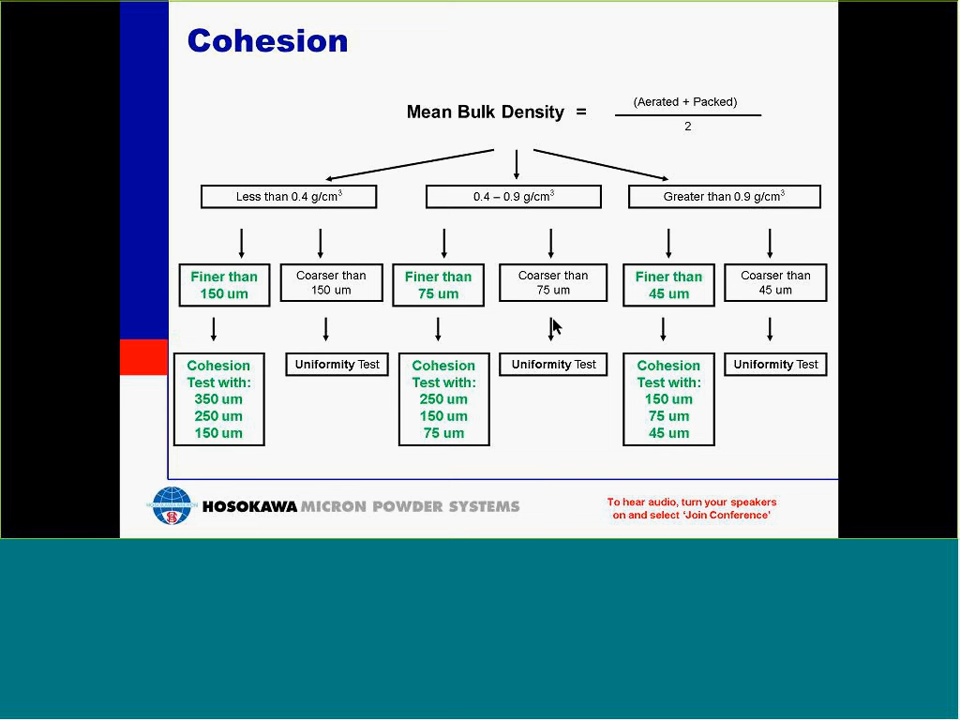 Cohesion
Mean Bulk Density =
(Aerated + Packed)
2
Less than 0.4 g/cm³
0.4 – 0.9 g/cm³
Greater than 0.9 g/cm³
Finer than
150 um
Coarser than
150 um
Finer than
75 um
Coarser than
75 um
Finer than
45 um
Coarser than
45 um
Cohesion
Test with:
350 um
250 um
150 um
Uniformity Test
Cohesion
Test with:
250 um
150 um
75 um
Uniformity Test
Cohesion
Test with:
150 um
75 um
45 um
Uniformity Test
HOSOKAWA MICRON POWDER SYSTEMS
To hear audio, turn your speakers
on and select ‘Join Conference’